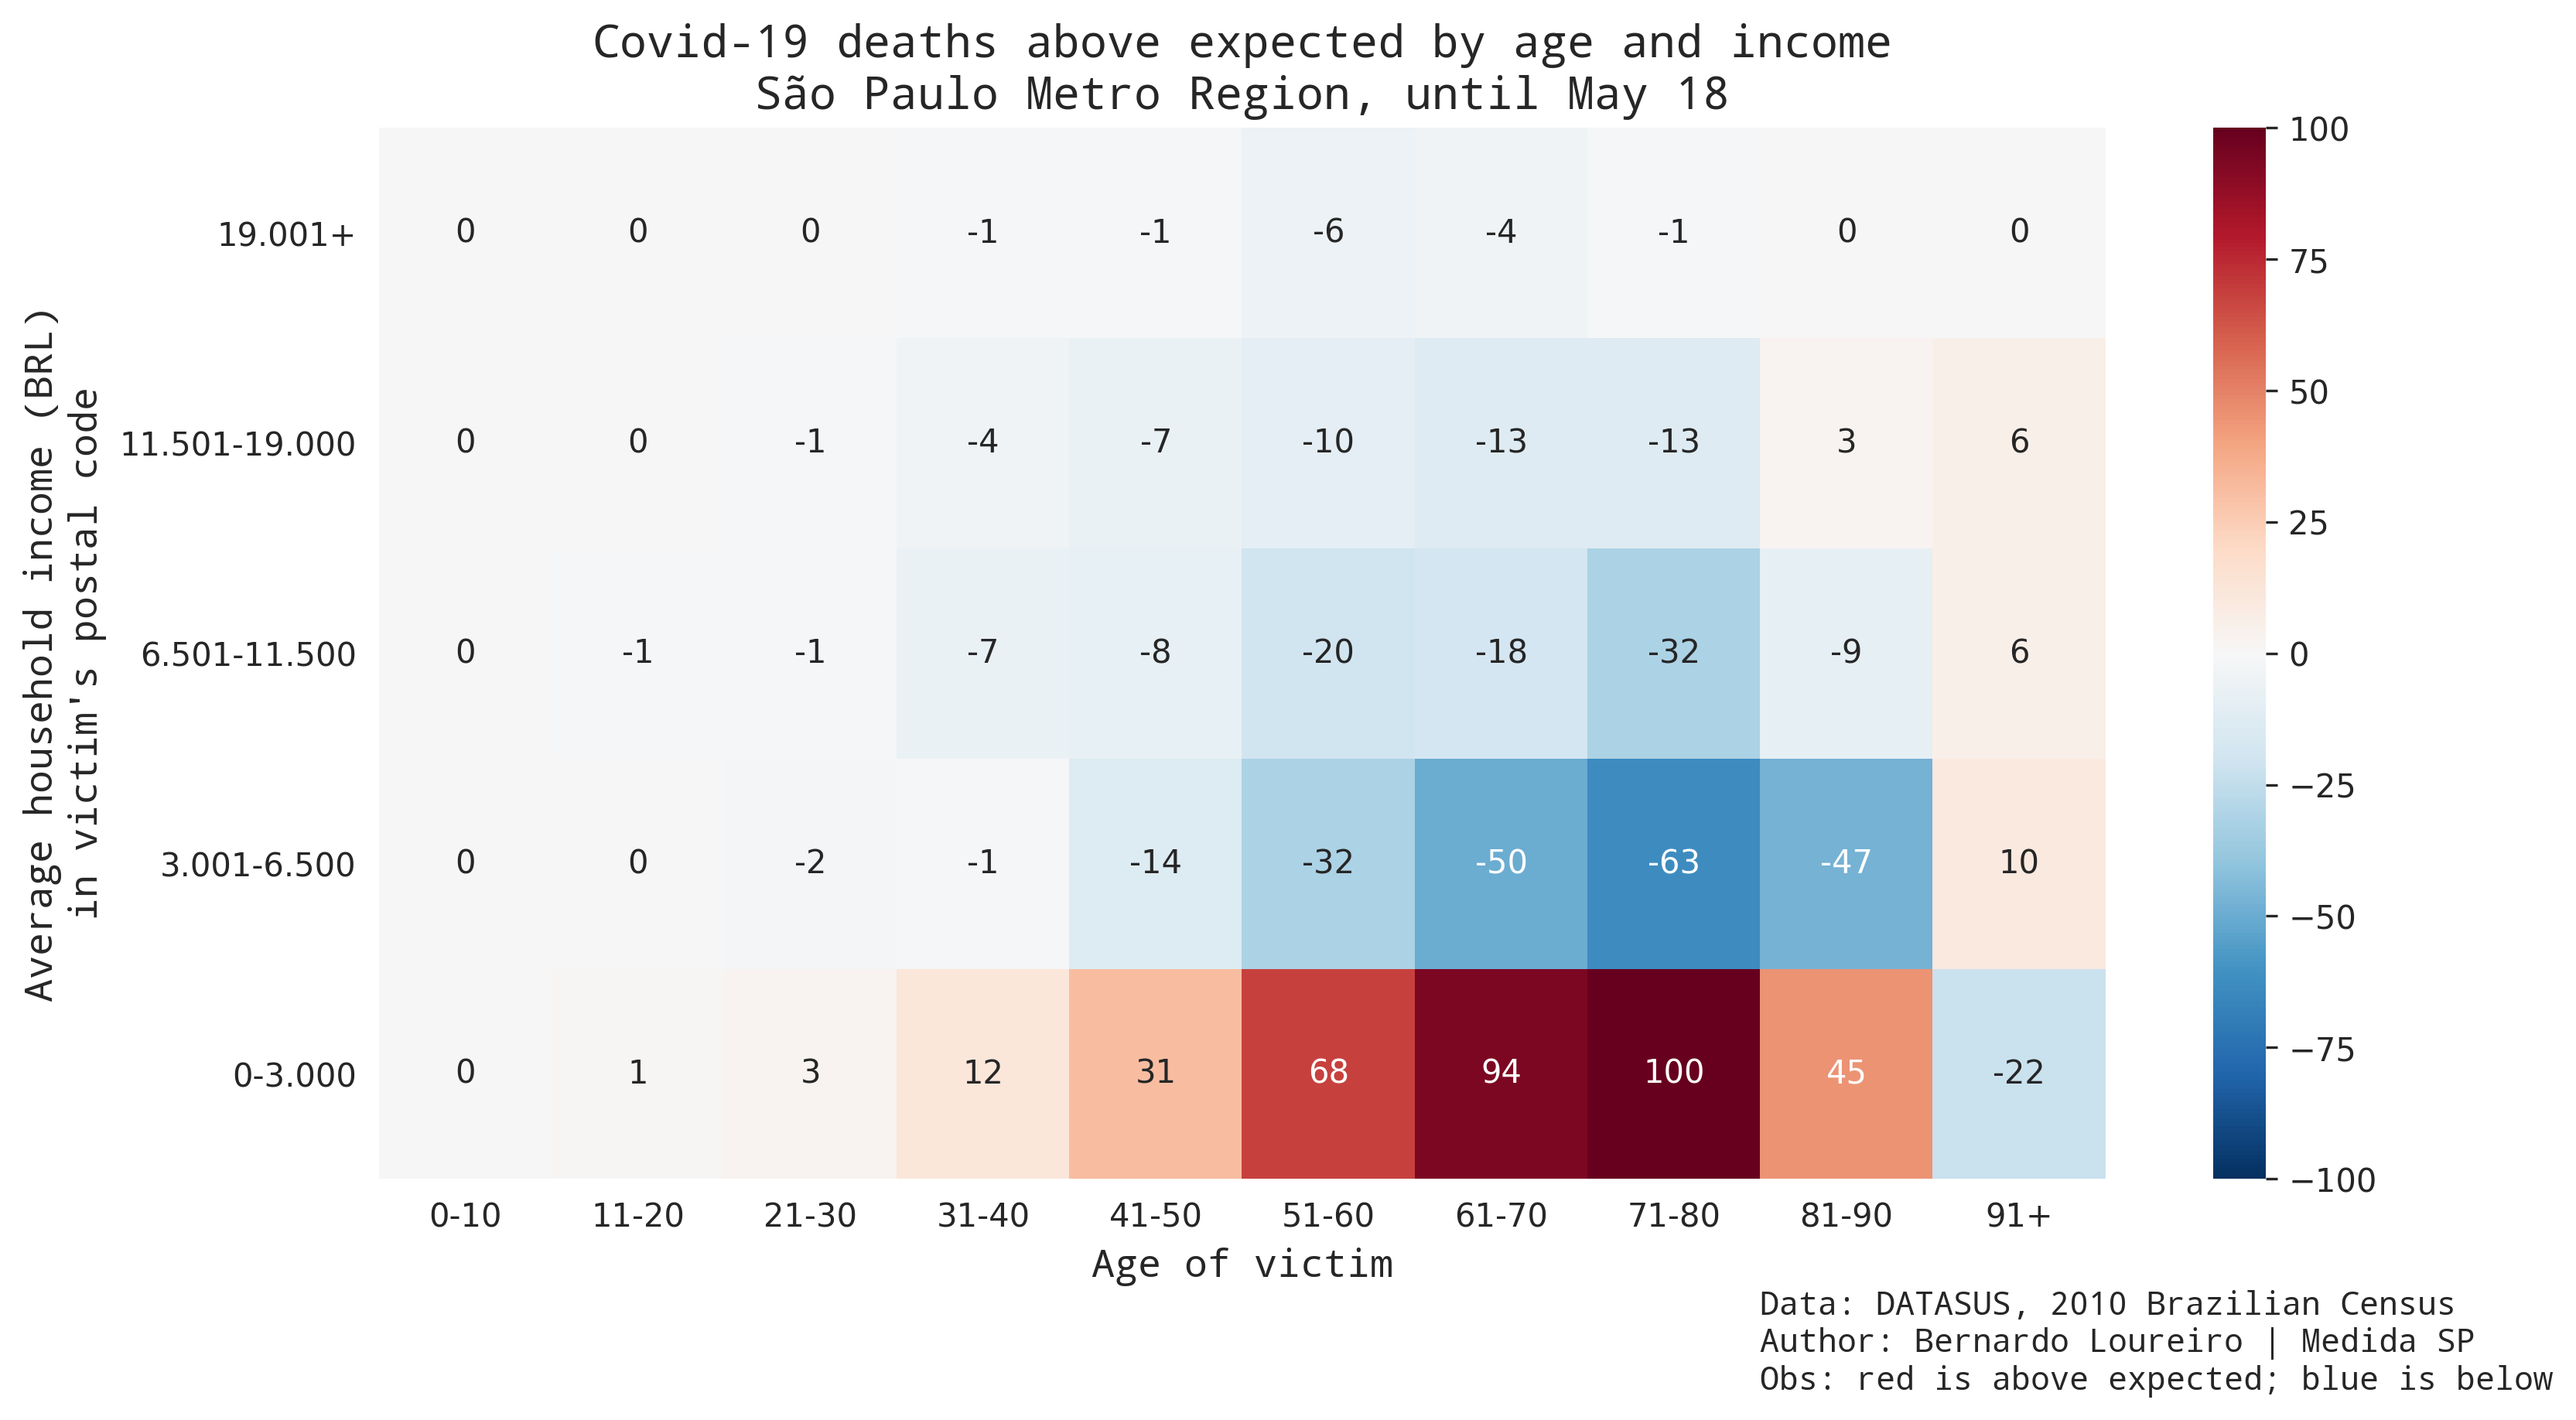 Covid-19 deaths above expected by age and income
São Paulo Metro Region, until May 18
Average household income (BRL)
in victim's postal code
19.001+ 0 0 0 -1 -1 -6 -4 -1 0 0
11.501-19.000 0 0 -1 -4 -7 -10 -13 -13 3 6
6.501-11.500 0 -1 -1 -7 -8 -20 -18 -32 -9 6
3.001-6.500 0 0 -2 -1 -14 -32 -50 -63 -47 10
0-3.000 0 1 3 12 31 68 94 100 45 -22
0-10 11-20 21-30 31-40 41-50 51-60 61-70 71-80 81-90 91+
Age of victim
100
75
50
25
0
−25
−50
−75
−100
Data: DATASUS, 2010 Brazilian Census
Author: Bernardo Loureiro | Medida SP
Obs: red is above expected; blue is below